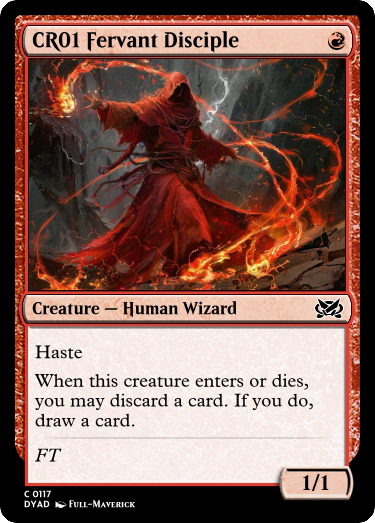 CR01 Fervant Disciple
Creature — Human Wizard
Haste
When this creature enters or dies,
you may discard a card. If you do,
draw a card.
FT
1/1
C 0117
DYAD Full-Maverick